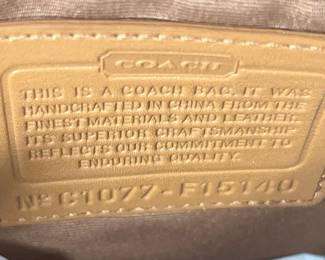 COACH
THIS IS A COACH BAG. IT WAS
HANDCRAFTED IN CHINA FROM THE
FINEST MATERIALS AND LEATHER.
ITS SUPERIOR CRAFTSMANSHIP
REFLECTS OUR COMMITMENT TO
ENDURING QUALITY.
Nº C1077-F15140